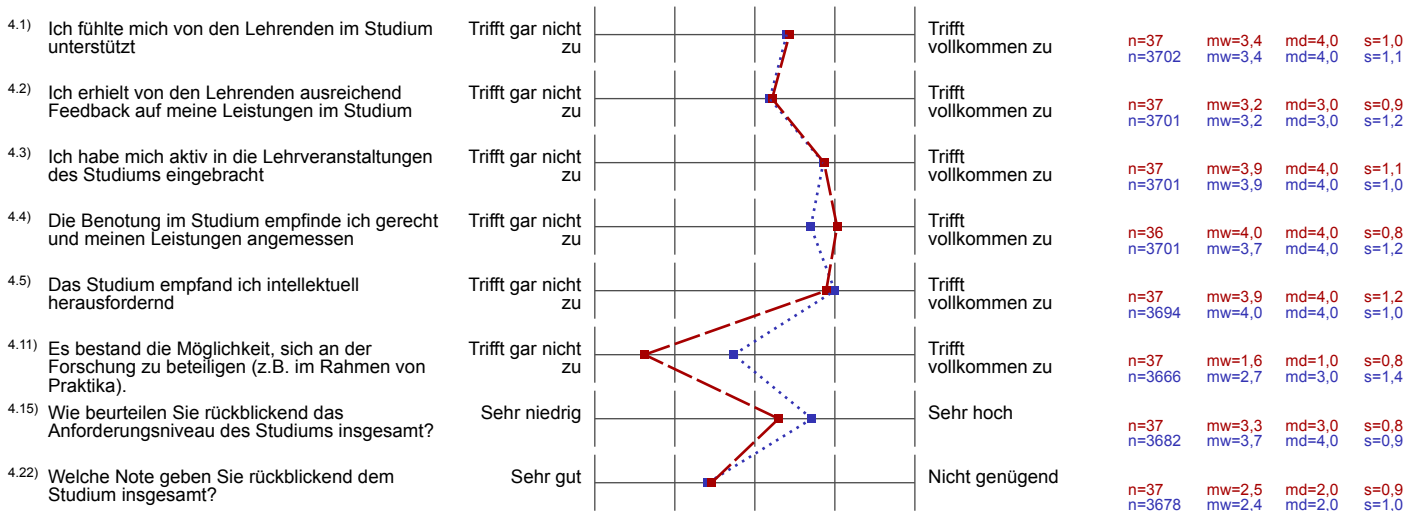 4.1) Ich fühlte mich von den Lehrenden im Studium
unterstützt
Trifft gar nicht
zu
Trifft
vollkommen zu
n=37 mw=3,4 md=4,0 s=1,0
n=3702 mw=3,4 md=4,0 s=1,1
4.2) Ich erhielt von den Lehrenden ausreichend
Feedback auf meine Leistungen im Studium
Trifft gar nicht
zu
Trifft
vollkommen zu
n=37 mw=3,2 md=3,0 s=0,9
n=3701 mw=3,2 md=3,0 s=1,2
4.3) Ich habe mich aktiv in die Lehrveranstaltungen
des Studiums eingebracht
Trifft gar nicht
zu
Trifft
vollkommen zu
n=37 mw=3,9 md=4,0 s=1,1
n=3701 mw=3,9 md=4,0 s=1,0
4.4) Die Benotung im Studium empfinde ich gerecht
und meinen Leistungen angemessen
Trifft gar nicht
zu
Trifft
vollkommen zu
n=36 mw=4,0 md=4,0 s=0,8
n=3701 mw=3,7 md=4,0 s=1,2
4.5) Das Studium empfand ich intellektuell
herausfordernd
Trifft gar nicht
zu
Trifft
vollkommen zu
n=37 mw=3,9 md=4,0 s=1,2
n=3694 mw=4,0 md=4,0 s=1,0
4.11) Es bestand die Möglichkeit, sich an der
Forschung zu beteiligen (z.B. im Rahmen von
Praktika).
Trifft gar nicht
zu
Trifft
vollkommen zu
n=37 mw=1,6 md=1,0 s=0,8
n=3666 mw=2,7 md=3,0 s=1,4
4.15) Wie beurteilen Sie rückblickend das
Anforderungsniveau des Studiums insgesamt?
Sehr niedrig
Sehr hoch
n=37 mw=3,3 md=3,0 s=0,8
n=3682 mw=3,7 md=4,0 s=0,9
4.22) Welche Note geben Sie rückblickend dem
Studium insgesamt?
Sehr gut
Nicht genügend
n=37 mw=2,5 md=2,0 s=0,9
n=3678 mw=2,4 md=2,0 s=1,0